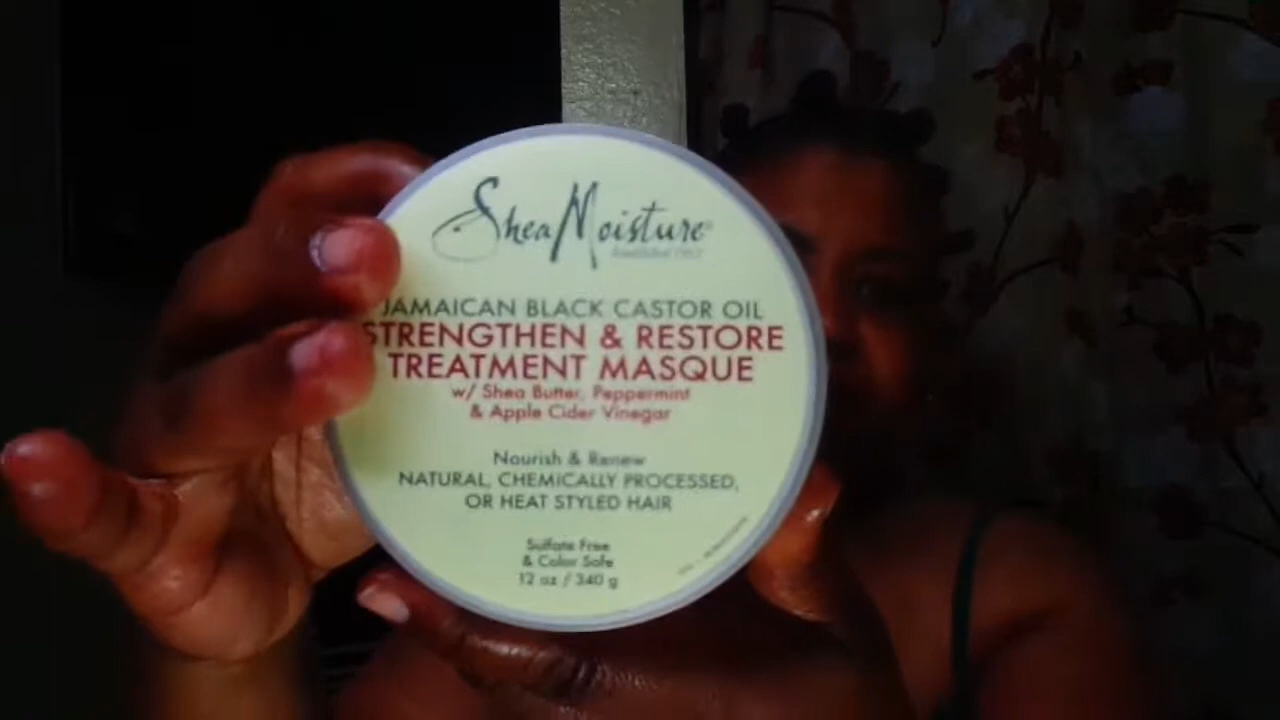 SheaMoisture
JAMAICAN BLACK CASTOR OIL
STRENGTHEN & RESTORE
TREATMENT MASQUE
w/ Shea Butter, Peppermint
& Apple Cider Vinegar
Nourish & Renew
NATURAL, CHEMICALLY PROCESSED,
OR HEAT STYLED HAIR
Sulfate Free
& Color Safe
12 oz / 340 g